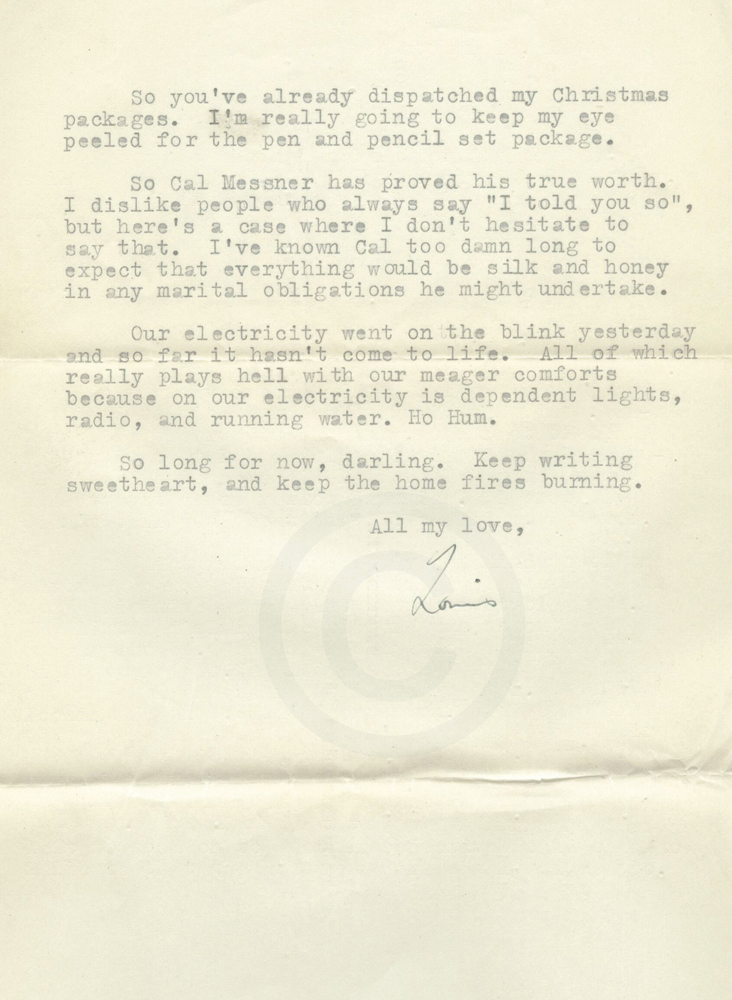 So you've already dispatched my Christmas
packages. I'm really going to keep my eye
peeled for the pen and pencil set package.
So Cal Messner has proved his true worth.
I dislike people who always say "I told you so",
but here's a case where I don't hesitate to
say that. I've known Cal too damn long to
expect that everything would be silk and honey
in any marital obligations he might undertake.
Our electricity went on the blink yesterday
and so far it hasn't come to life. All of which
really plays hell with our meager comforts
because on our electricity is dependent lights,
radio, and running water. Ho Hum.
So long for now, darling. Keep writing
sweetheart, and keep the home fires burning.
All my love,
Louis
©